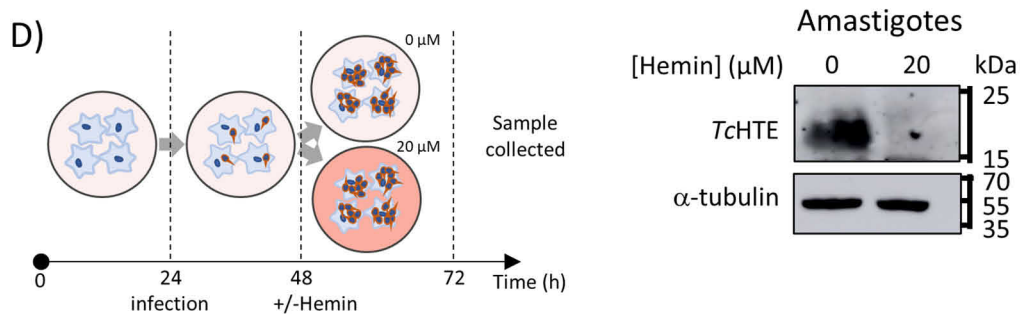 D)
0 µM
20 µM
Sample
collected
0
24
48
72
Time (h)
infection
+/-Hemin
Amastigotes
[Hemin] (µM)
0
20
kDa
TcHTE
25
15
α-tubulin
70
55
35